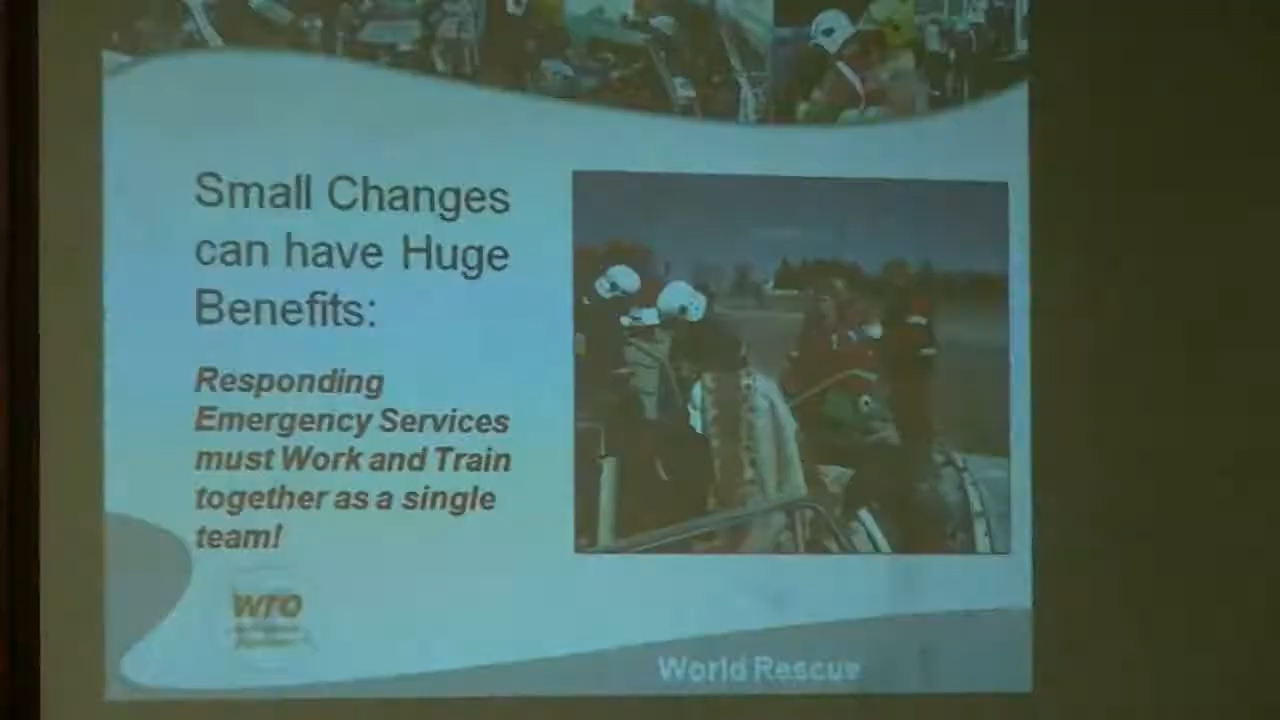 Small Changes
can have Huge
Benefits:
Responding
Emergency Services
must Work and Train
together as a single
team!
WRO
World Rescue